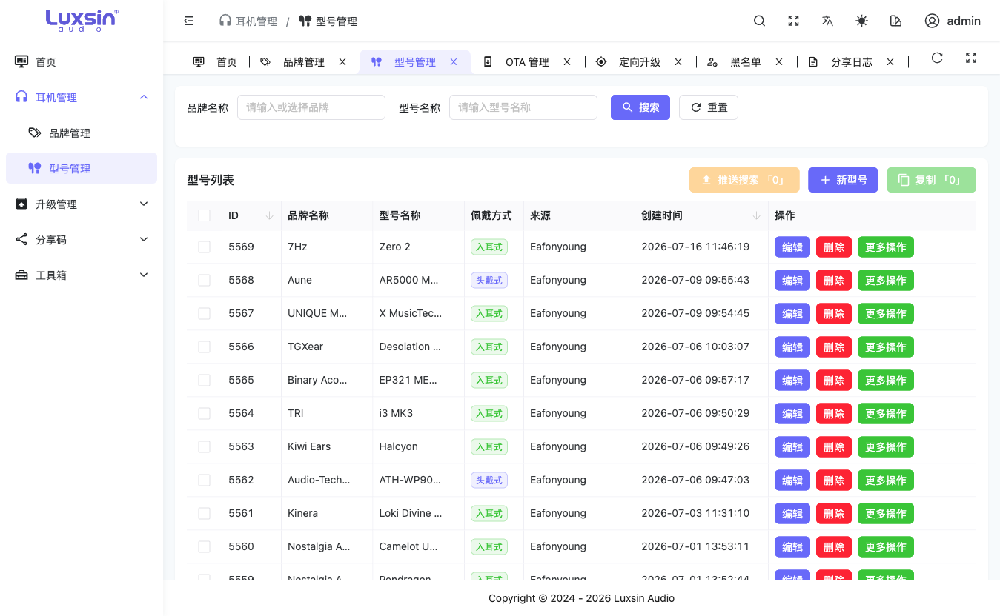 Luxsin®
audio
耳机管理 / 型号管理
admin
首页
耳机管理
品牌管理
型号管理
升级管理
分享码
工具箱
首页 品牌管理 X 型号管理 X OTA 管理 X 定向升级 X 黑名单 X 分享日志 X
品牌名称 请输入或选择品牌 型号名称 请输入型号名称 搜索 重置
型号列表 推送搜索 「0」 新型号 复制 「0」
ID 品牌名称 型号名称 佩戴方式 来源 创建时间 操作
5569 7Hz Zero 2 入耳式 Eafonyoung 2026-07-16 11:46:19 编辑 删除 更多操作
5568 Aune AR5000 M... 头戴式 Eafonyoung 2026-07-09 09:55:43 编辑 删除 更多操作
5567 UNIQUE M... X MusicTec... 入耳式 Eafonyoung 2026-07-09 09:54:45 编辑 删除 更多操作
5566 TGXear Desolation ... 入耳式 Eafonyoung 2026-07-06 10:03:07 编辑 删除 更多操作
5565 Binary Aco... EP321 ME... 入耳式 Eafonyoung 2026-07-06 09:57:17 编辑 删除 更多操作
5564 TRI i3 MK3 入耳式 Eafonyoung 2026-07-06 09:50:29 编辑 删除 更多操作
5563 Kiwi Ears Halcyon 入耳式 Eafonyoung 2026-07-06 09:49:26 编辑 删除 更多操作
5562 Audio-Tech... ATH-WP90... 头戴式 Eafonyoung 2026-07-06 09:47:03 编辑 删除 更多操作
5561 Kinera Loki Divine ... 入耳式 Eafonyoung 2026-07-03 11:31:10 编辑 删除 更多操作
5560 Nostalgia A... Camelot U... 入耳式 Eafonyoung 2026-07-01 13:53:11 编辑 删除 更多操作
5559 Nostalgia A... Pendragon 入耳式 Eafonyoung 2026-07-01 13:52:44 编辑 删除 更多操作
Copyright © 2024 - 2026 Luxsin Audio